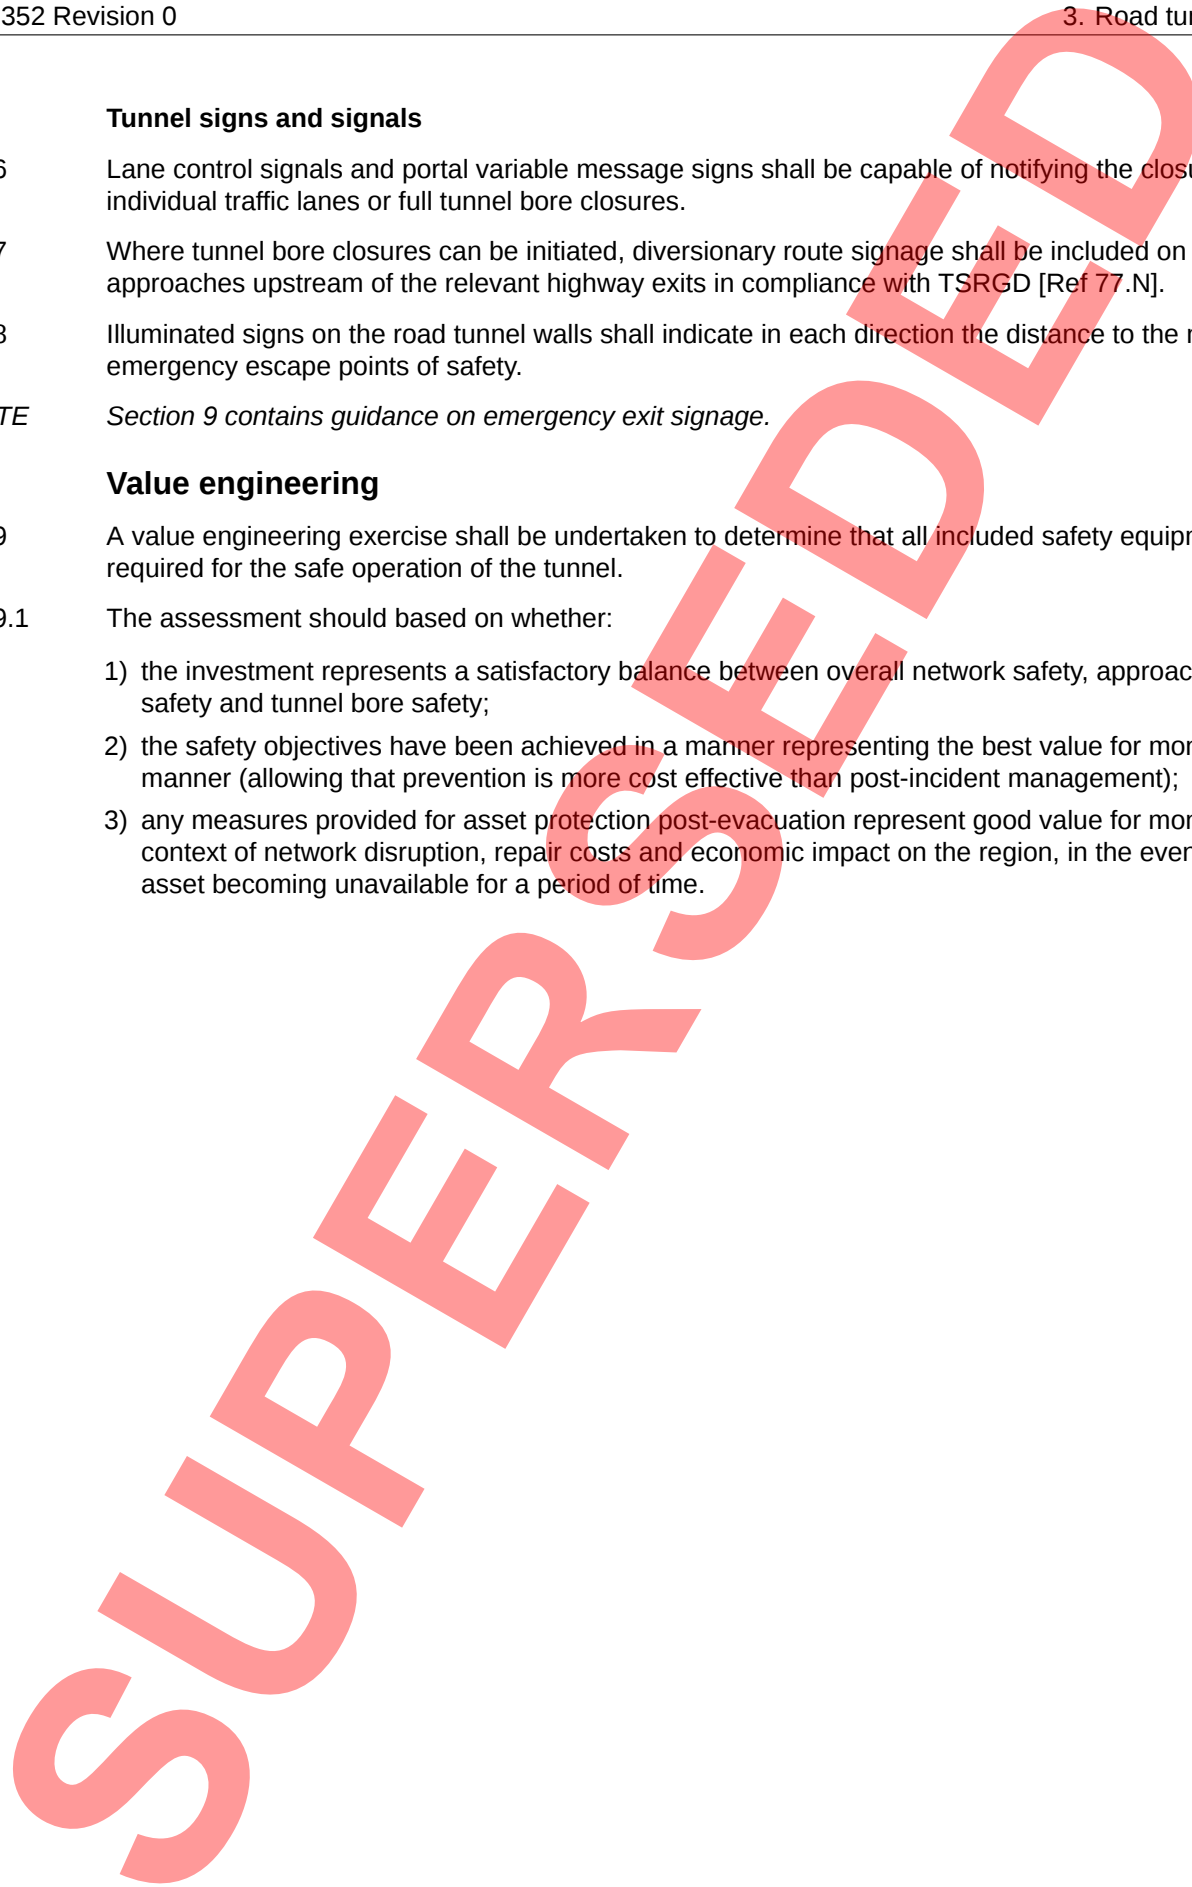 352 Revision 0 3. Road tu
Tunnel signs and signals
6 Lane control signals and portal variable message signs shall be capable of notifying the
individual traffic lanes or full tunnel bore closures.
7 Where tunnel bore closures can be initiated, diversionary route signage shall be included on
approaches upstream of the relevant highway exits in compliance with TSRGD [Ref 77.N].
8 Illuminated signs on the road tunnel walls shall indicate in each direction the distance to the
emergency escape points of safety.
TE Section 9 contains guidance on emergency exit signage.
Value engineering
9 A value engineering exercise shall be undertaken to determine that all included safety
required for the safe operation of the tunnel.
9.1 The assessment should based on whether:
1) the investment represents a satisfactory balance between overall network safety,
safety and tunnel bore safety;
2) the safety objectives have been achieved in a manner representing the best value for
manner (allowing that prevention is more cost effective than post-incident management);
3) any measures provided for asset protection post-evacuation represent good value for
context of network disruption, repair costs and economic impact on the region, in the
asset becoming unavailable for a period of time.
SUPERSEDED